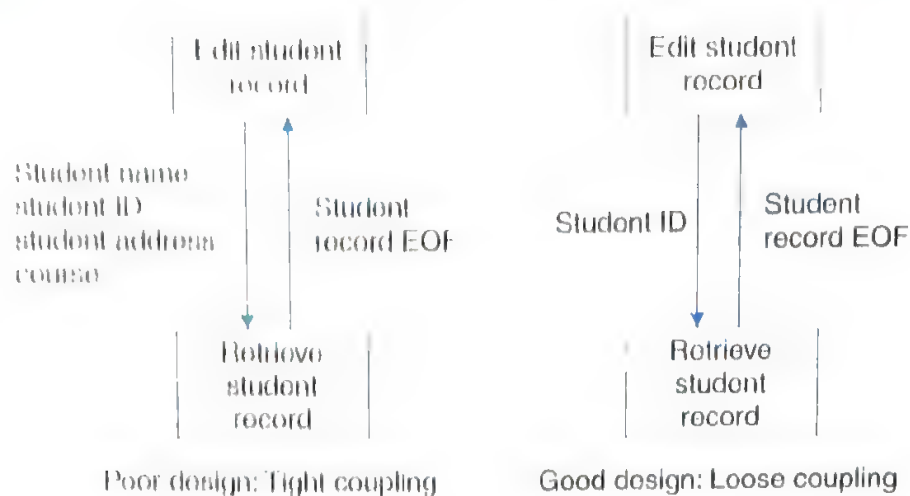 Edit student
record
Student name
student ID
student address
course
Student
record EOF
Retrieve
student
record
Poor design: Tight coupling
Edit student
record
Student ID
Student
record EOF
Retrieve
student
record
Good design: Loose coupling